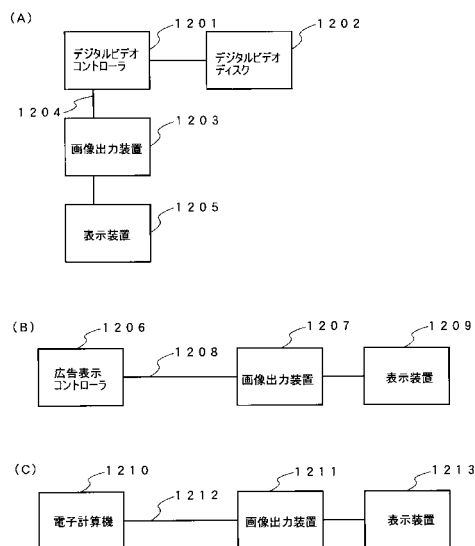 (A)
1201
1202
デジタルビデオ
コントローラ
デジタルビデオ
ディスク
1204
1203
画像出力装置
1205
表示装置
(B)
1206
1207
1209
1208
広告表示
コントローラ
画像出力装置
表示装置
(C)
1210
1211
1213
1212
電子計算機
画像出力装置
表示装置